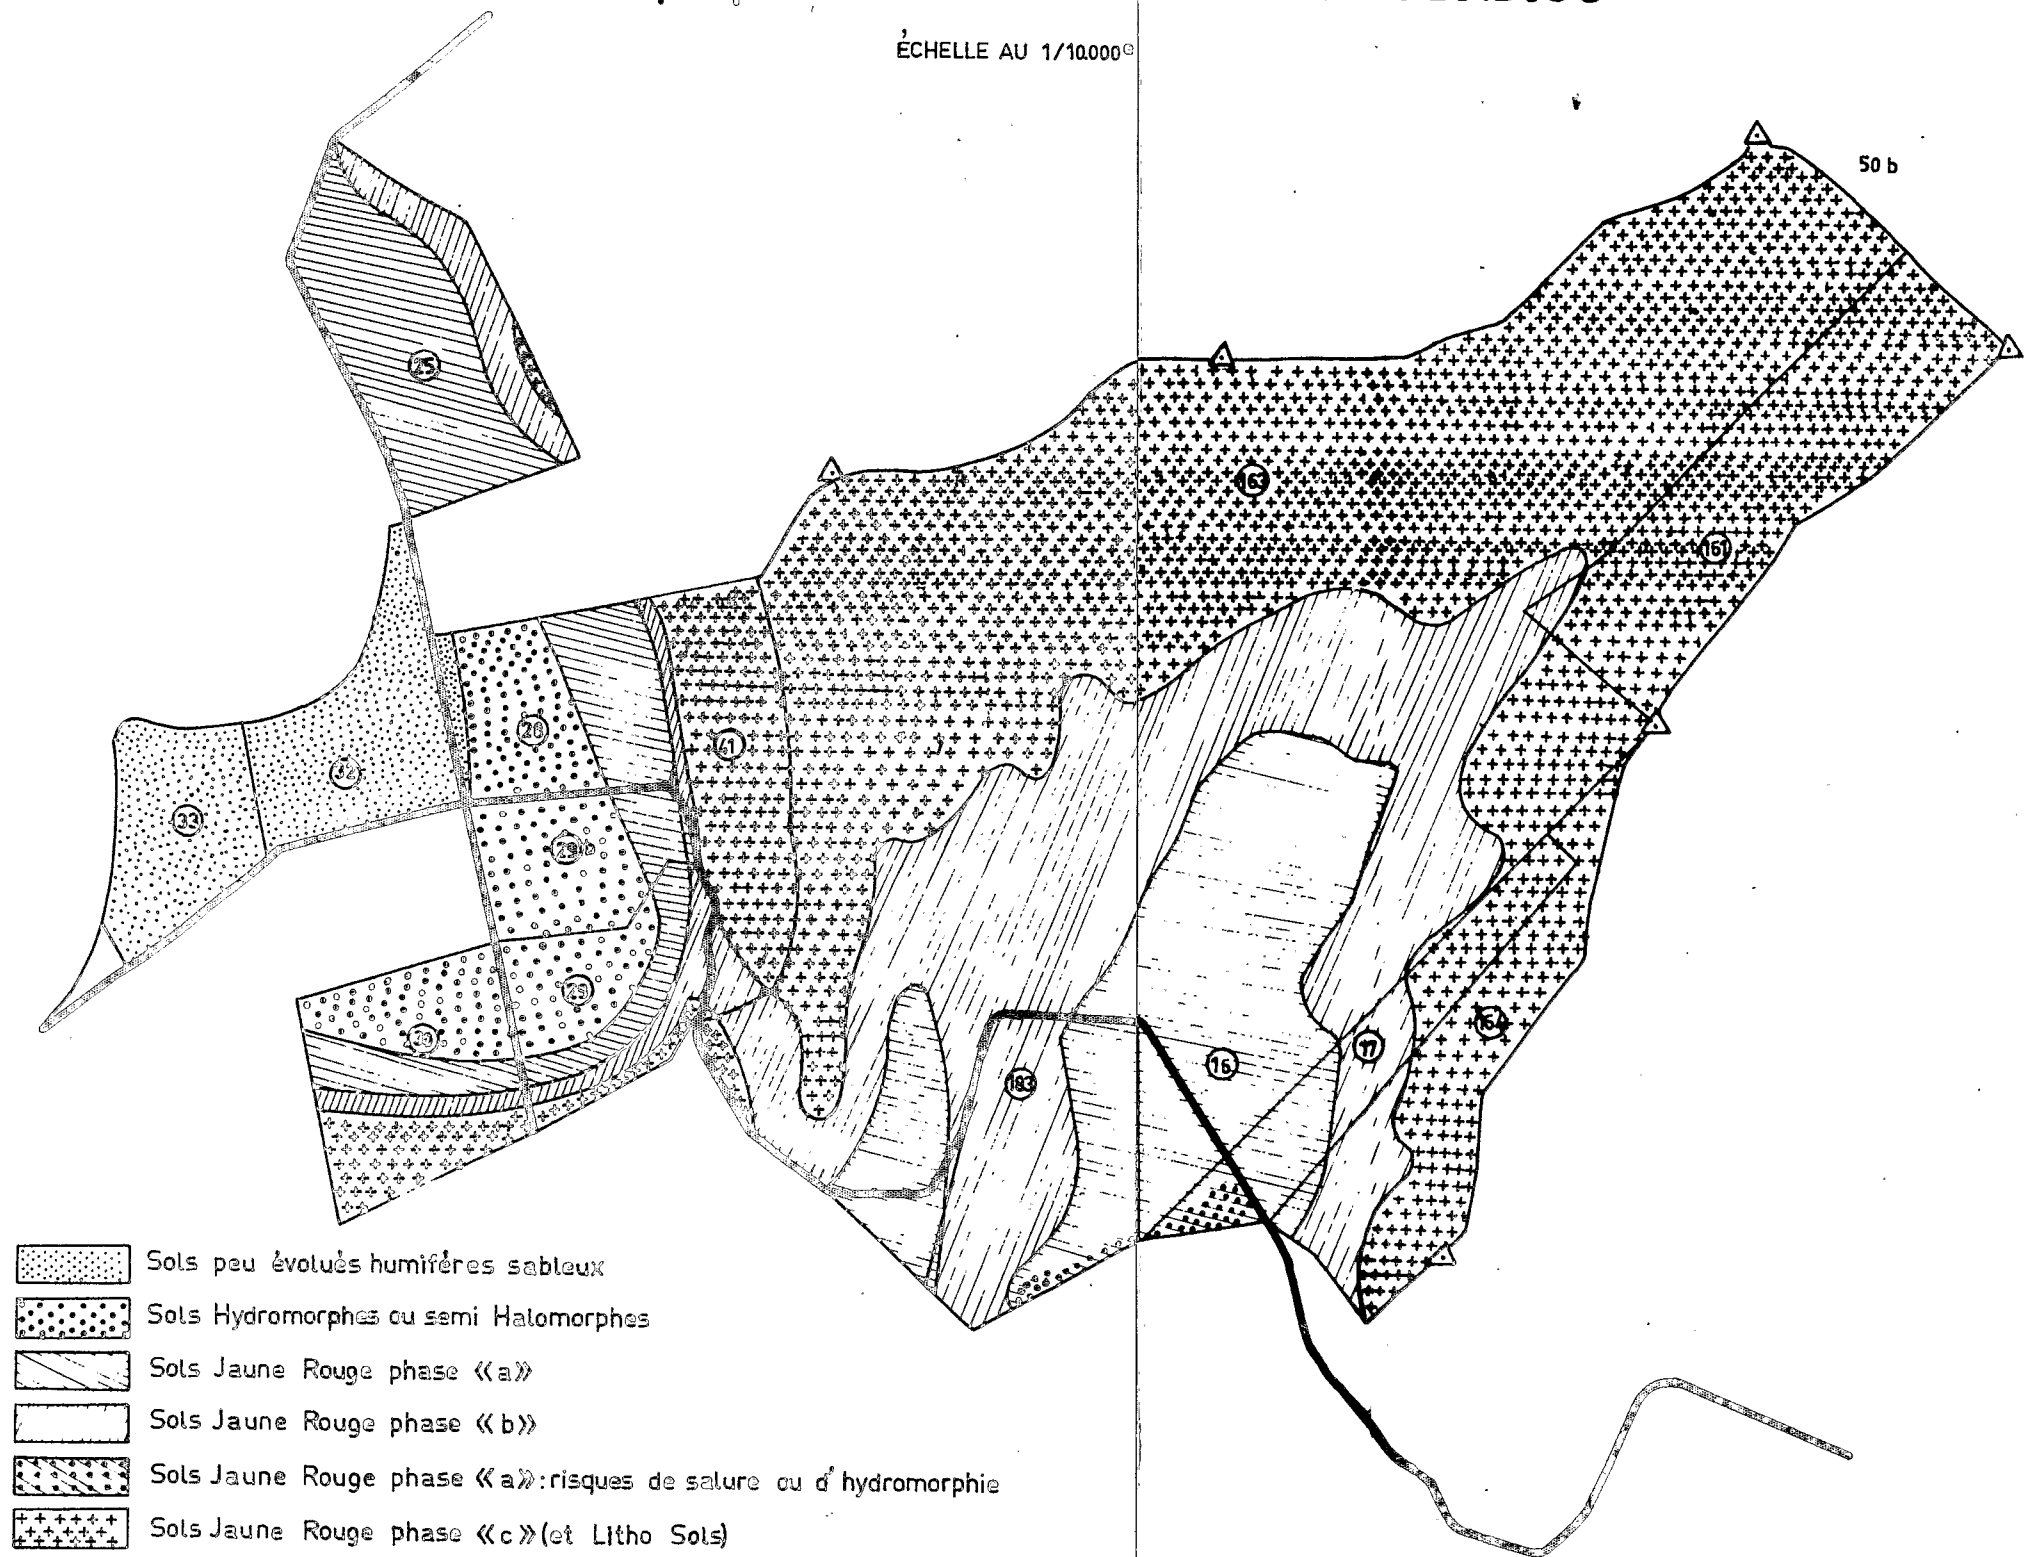 ÉCHELLE AU 1/10.000e
50 b
25
163
161
28
41
32
33
29b
29
183
16
17
164
Sols peu évolués humiféres sableux
Sols Hydromorphes ou semi Halomorphes
Sols Jaune Rouge phase «a»
Sols Jaune Rouge phase «b»
Sols Jaune Rouge phase «a»: risques de salure ou d'hydromorphie
Sols Jaune Rouge phase «c» (et Litho Sols)